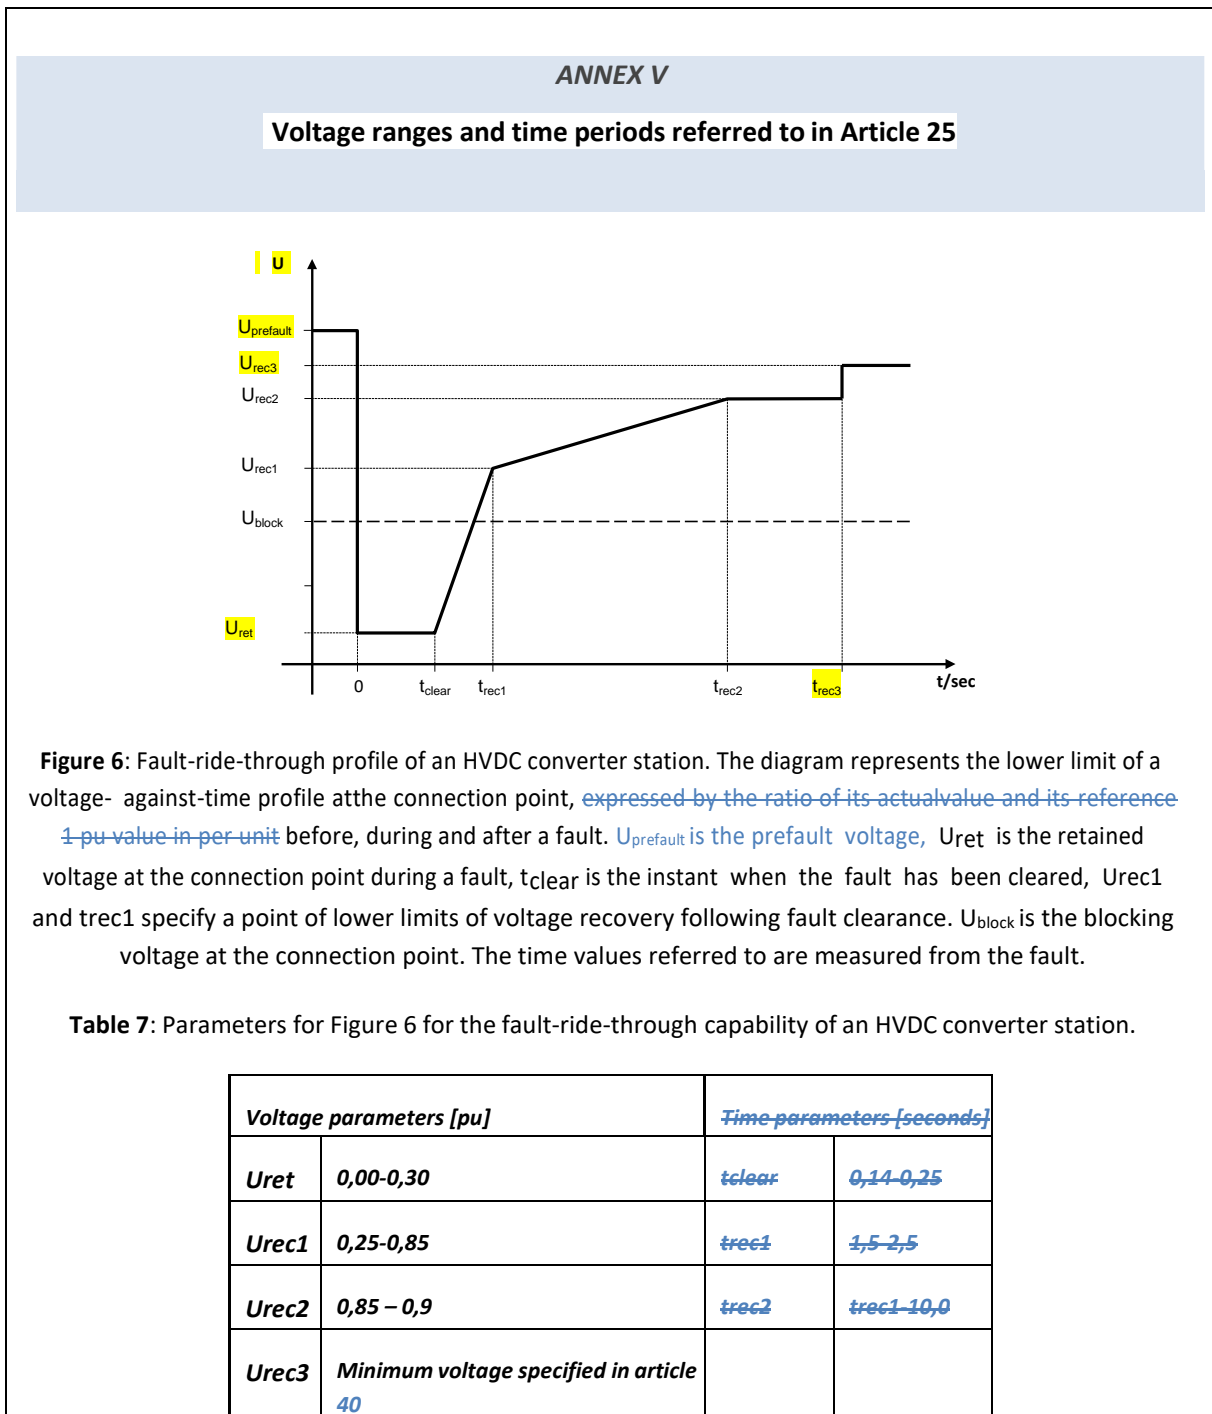 ANNEX V
Voltage ranges and time periods referred to in Article 25
U
Uprefault
Urec3
Urec2
Urec1
Ublock
Uret
0
tclear
trec1
trec2
trec3
t/sec
Figure 6: Fault-ride-through profile of an HVDC converter station. The diagram represents the lower limit of a
voltage- against-time profile atthe connection point, expressed by the ratio of its actualvalue and its reference
1 pu value in per unit before, during and after a fault. Uprefault is the prefault voltage, Uret is the retained
voltage at the connection point during a fault, tclear is the instant when the fault has been cleared, Urec1
and trec1 specify a point of lower limits of voltage recovery following fault clearance. Ublock is the blocking
voltage at the connection point. The time values referred to are measured from the fault.
Table 7: Parameters for Figure 6 for the fault-ride-through capability of an HVDC converter station.
Voltage parameters [pu] Time parameters [seconds]
Uret 0,00-0,30 tclear 0,14-0,25
Urec1 0,25-0,85 trec1 1,5-2,5
Urec2 0,85 – 0,9 trec2 trec1-10,0
Urec3 Minimum voltage specified in article
40